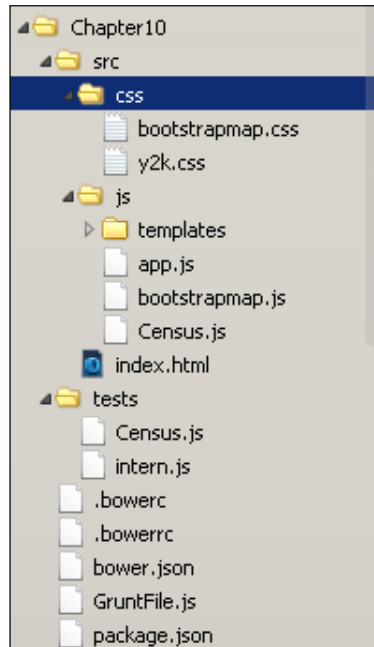 Chapter10
src
css
bootstrapmap.css
y2k.css
js
templates
app.js
bootstrapmap.js
Census.js
index.html
tests
Census.js
intern.js
.bowerc
.bowerrc
bower.json
GruntFile.js
package.json